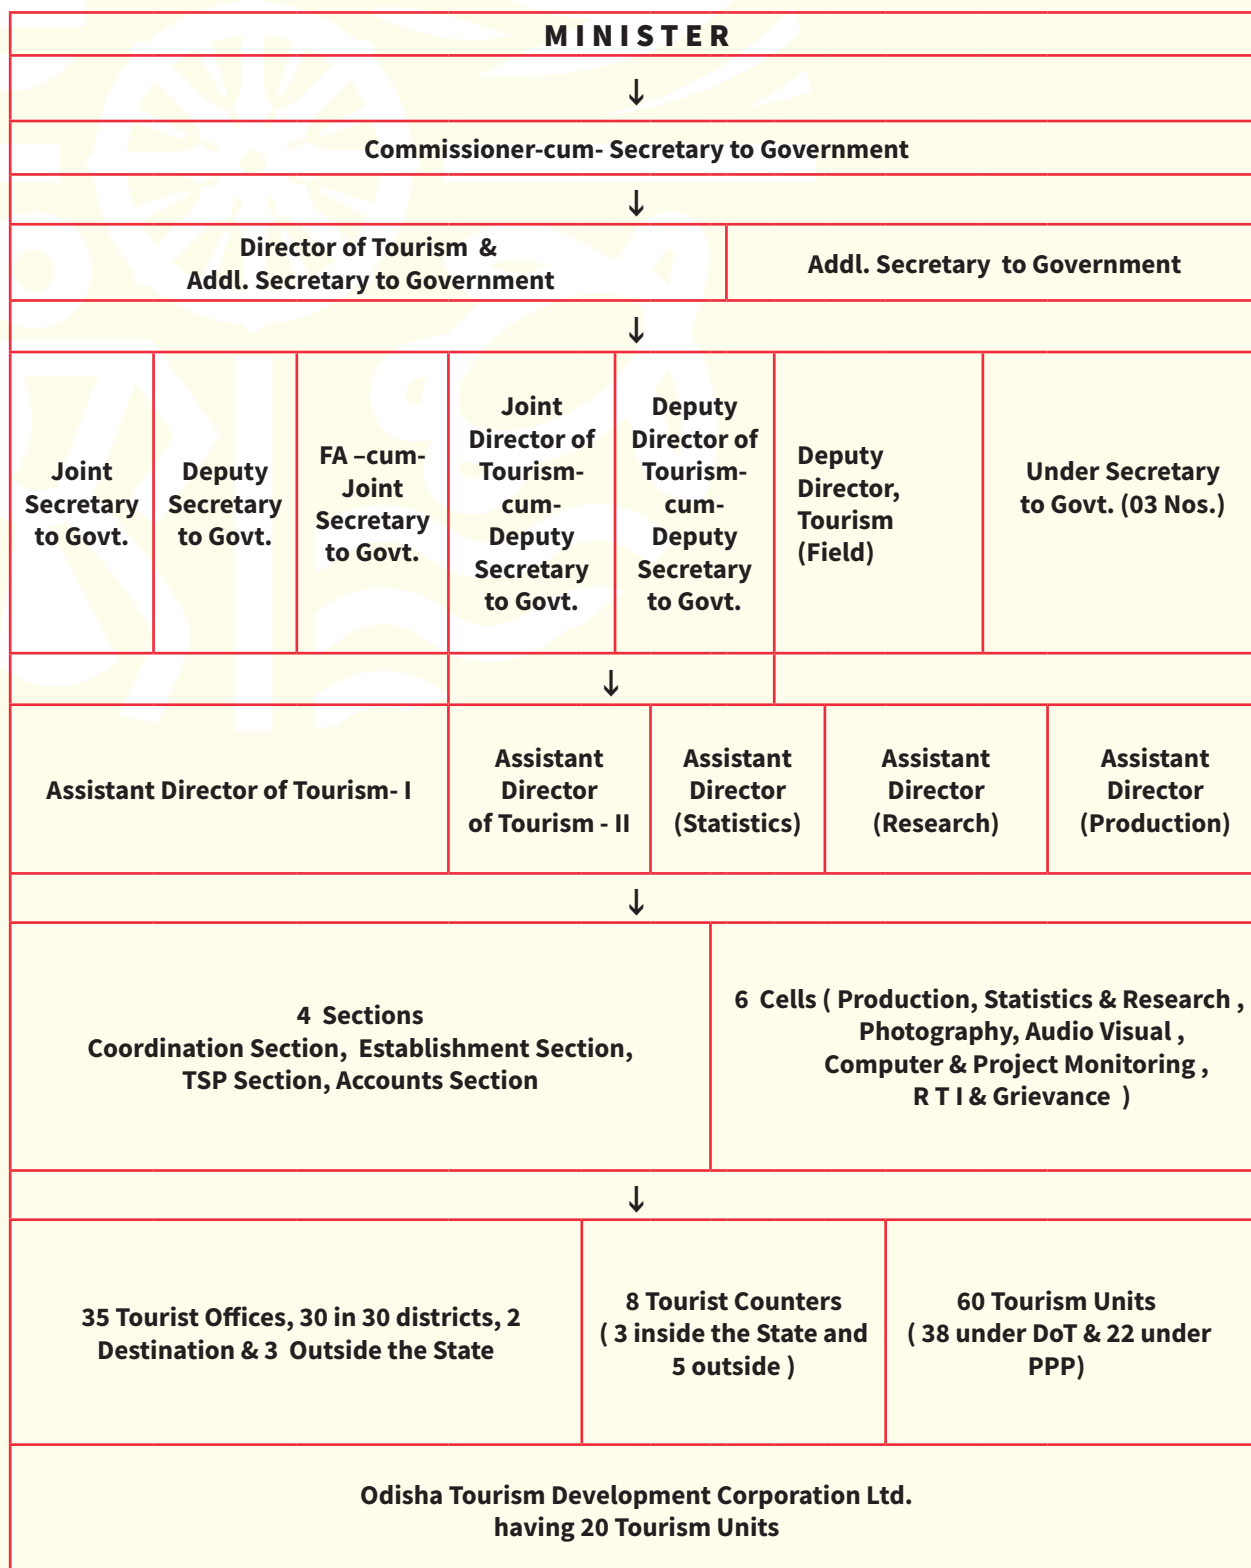 MINISTER
↓
Commissioner-cum- Secretary to Government
↓
Director of Tourism &
Addl. Secretary to Government
Addl. Secretary to Government
↓
Joint
Secretary
to Govt.
Deputy
Secretary
to Govt.
FA –cum-
Joint
Secretary
to Govt.
Joint
Director of
Tourism-
cum-
Deputy
Secretary
to Govt.
Deputy
Director of
Tourism-
cum-
Deputy
Secretary
to Govt.
Deputy
Director,
Tourism
(Field)
Under Secretary
to Govt. (03 Nos.)
↓
Assistant Director of Tourism- I
Assistant
Director
of Tourism - II
Assistant
Director
(Statistics)
Assistant
Director
(Research)
Assistant
Director
(Production)
↓
4 Sections
Coordination Section, Establishment Section,
TSP Section, Accounts Section
6 Cells ( Production, Statistics & Research ,
Photography, Audio Visual ,
Computer & Project Monitoring ,
R T I & Grievance )
↓
35 Tourist Offices, 30 in 30 districts, 2
Destination & 3 Outside the State
8 Tourist Counters
( 3 inside the State and
5 outside )
60 Tourism Units
( 38 under DoT & 22 under
PPP)
Odisha Tourism Development Corporation Ltd.
having 20 Tourism Units